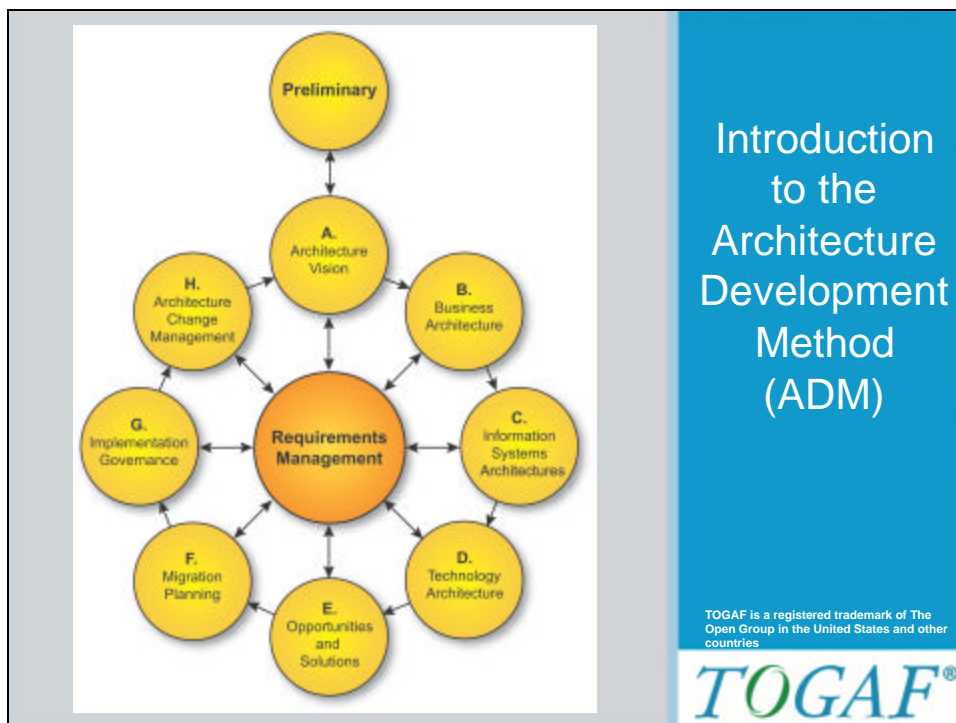 Preliminary
A.
Architecture
Vision
B.
Business
Architecture
C.
Information
Systems
Architectures
D.
Technology
Architecture
E.
Opportunities
and
Solutions
F.
Migration
Planning
G.
Implementation
Governance
H.
Architecture
Change
Management
Requirements
Management
Introduction
to the
Architecture
Development
Method
(ADM)
TOGAF is a registered trademark of The
Open Group in the United States and other
countries
TOGAF®